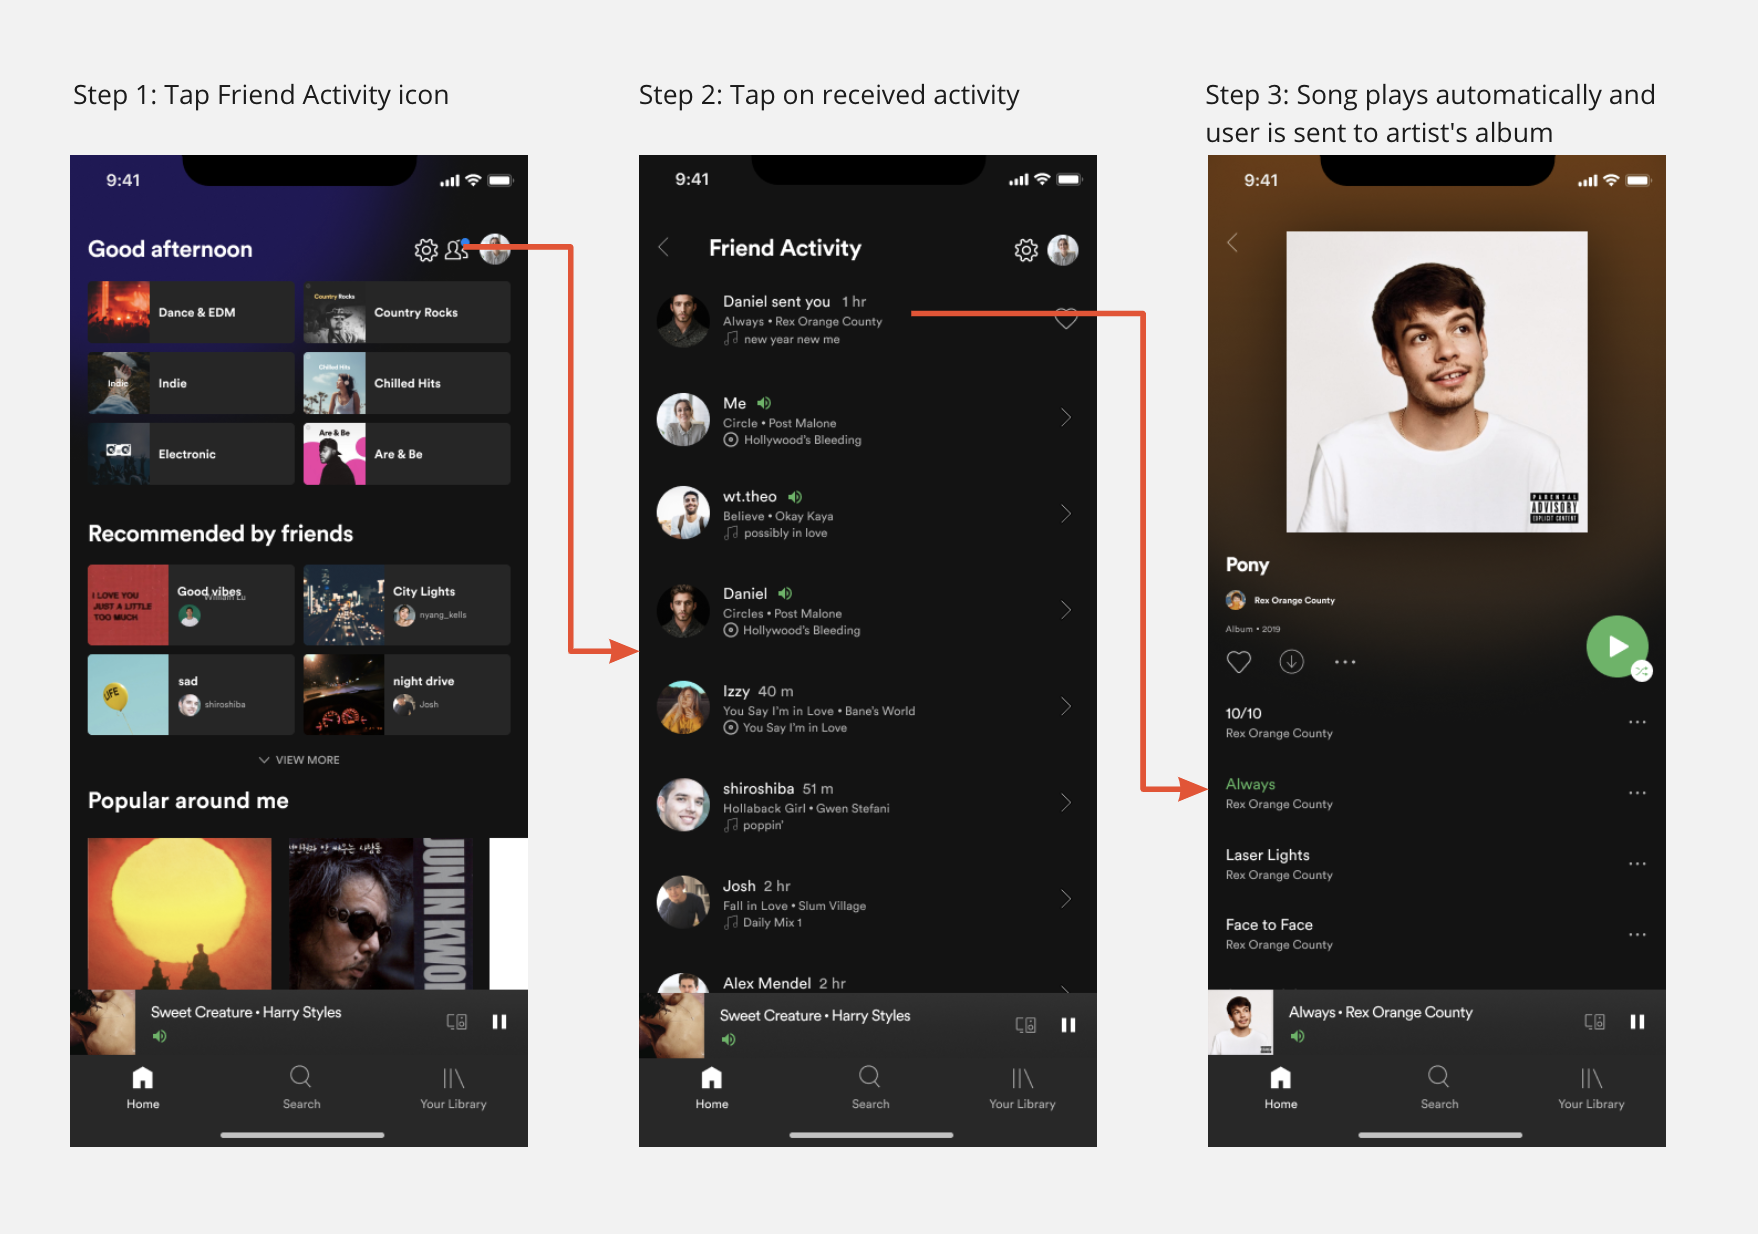 Step 1: Tap Friend Activity icon
9:41
Good afternoon
Dance & EDM
Country Rocks
Country Rocks
Indie
Indie
Chilled Hits
Chilled Hits
Electronic
Are & Be
Are & Be
Recommended by friends
I LOVE YOU
JUST A LITTLE
TOO MUCH
Good vibes
William Lu
City Lights
nyang_kells
LIFE
sad
shiroshiba
night drive
Josh
VIEW MORE
Popular around me
JUN IN KWO
Sweet Creature • Harry Styles
Home
Search
Your Library
Step 2: Tap on received activity
9:41
Friend Activity
Daniel sent you 1 hr
Always • Rex Orange County
new year new me
Me
Circle • Post Malone
Hollywood's Bleeding
wt.theo
Believe • Okay Kaya
possibly in love
Daniel
Circles • Post Malone
Hollywood's Bleeding
Izzy 40 m
You Say I'm in Love • Bane's World
You Say I'm in Love
shiroshiba 51 m
Hollaback Girl • Gwen Stefani
poppin'
Josh 2 hr
Fall in Love • Slum Village
Daily Mix 1
Alex Mendel 2 hr
Sweet Creature • Harry Styles
Home
Search
Your Library
Step 3: Song plays automatically and
user is sent to artist's album
9:41
PARENTAL
ADVISORY
EXPLICIT CONTENT
Pony
Rex Orange County
Album • 2019
10/10
Rex Orange County
Always
Rex Orange County
Laser Lights
Rex Orange County
Face to Face
Rex Orange County
Always • Rex Orange County
Home
Search
Your Library